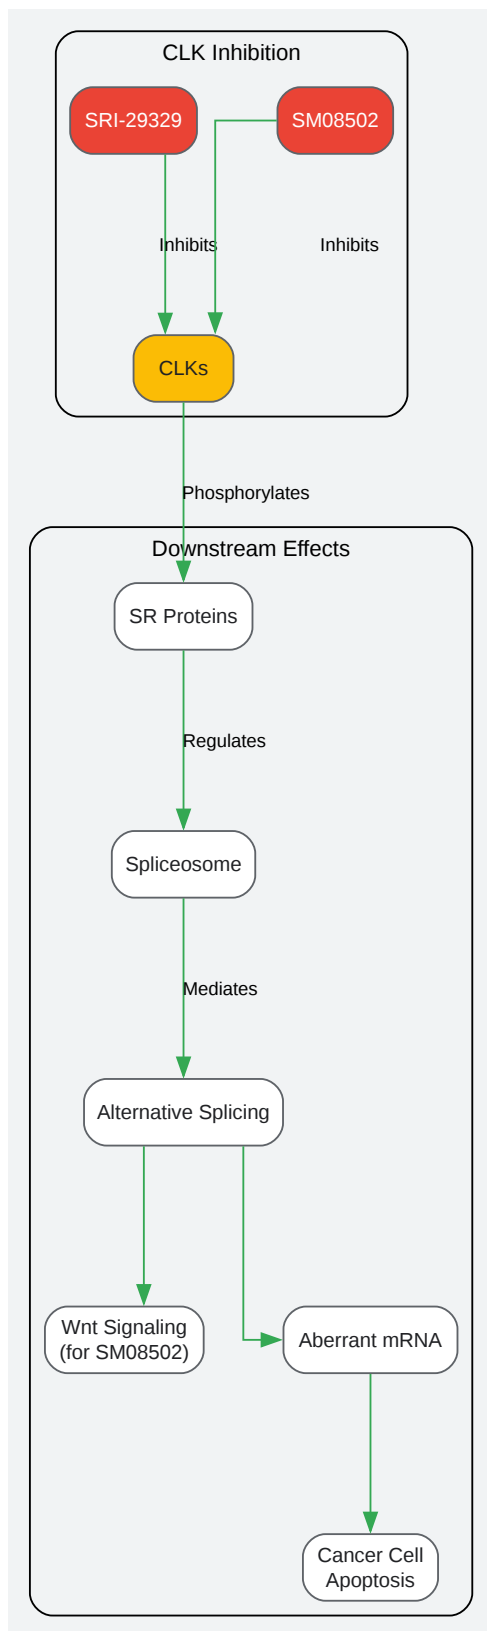 CLK Inhibition
SRI-29329
SM08502
Inhibits
Inhibits
CLKs
Phosphorylates
Downstream Effects
SR Proteins
Regulates
Spliceosome
Mediates
Alternative Splicing
Wnt Signaling
(for SM08502)
Aberrant mRNA
Cancer Cell
Apoptosis